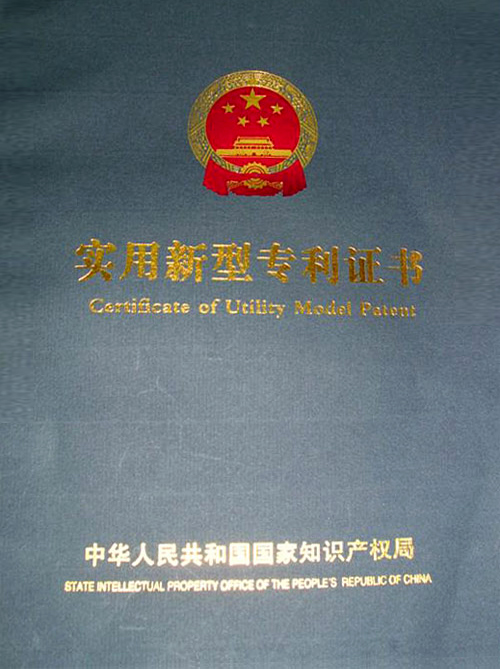 实用新型专利证书
Certificate of Utility Model Patent
中华人民共和国国家知识产权局
STATE INTELLECTUAL PROPERTY OFFICE OF THE PEOPLE'S REPUBLIC OF CHINA